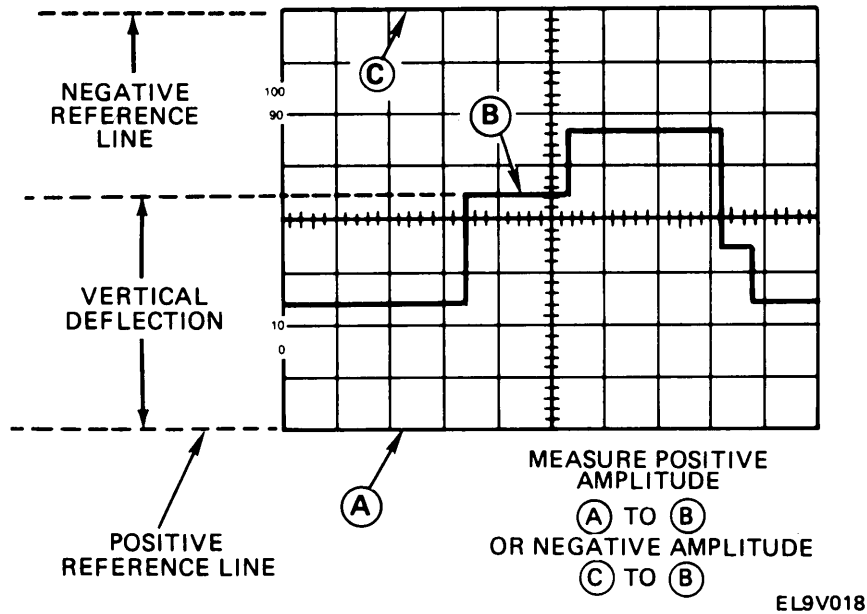 C
NEGATIVE
REFERENCE
LINE
100
90
B
VERTICAL
DEFLECTION
10
0
A
POSITIVE
REFERENCE LINE
MEASURE POSITIVE
AMPLITUDE
A TO B
OR NEGATIVE AMPLITUDE
C TO B
EL9V018